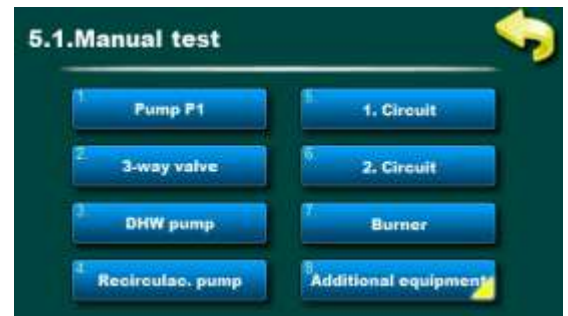 5.1.Manual test
1. Pump P1
2. 3-way valve
3. DHW pump
4. Recirculac. pump
5. 1. Circuit
6. 2. Circuit
7. Burner
8. Additional equipment